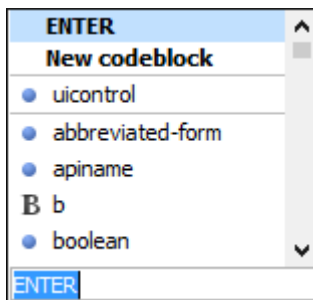 ENTER
New codeblock
uicontrol
abbreviated-form
apiname
B b
boolean
ENTER